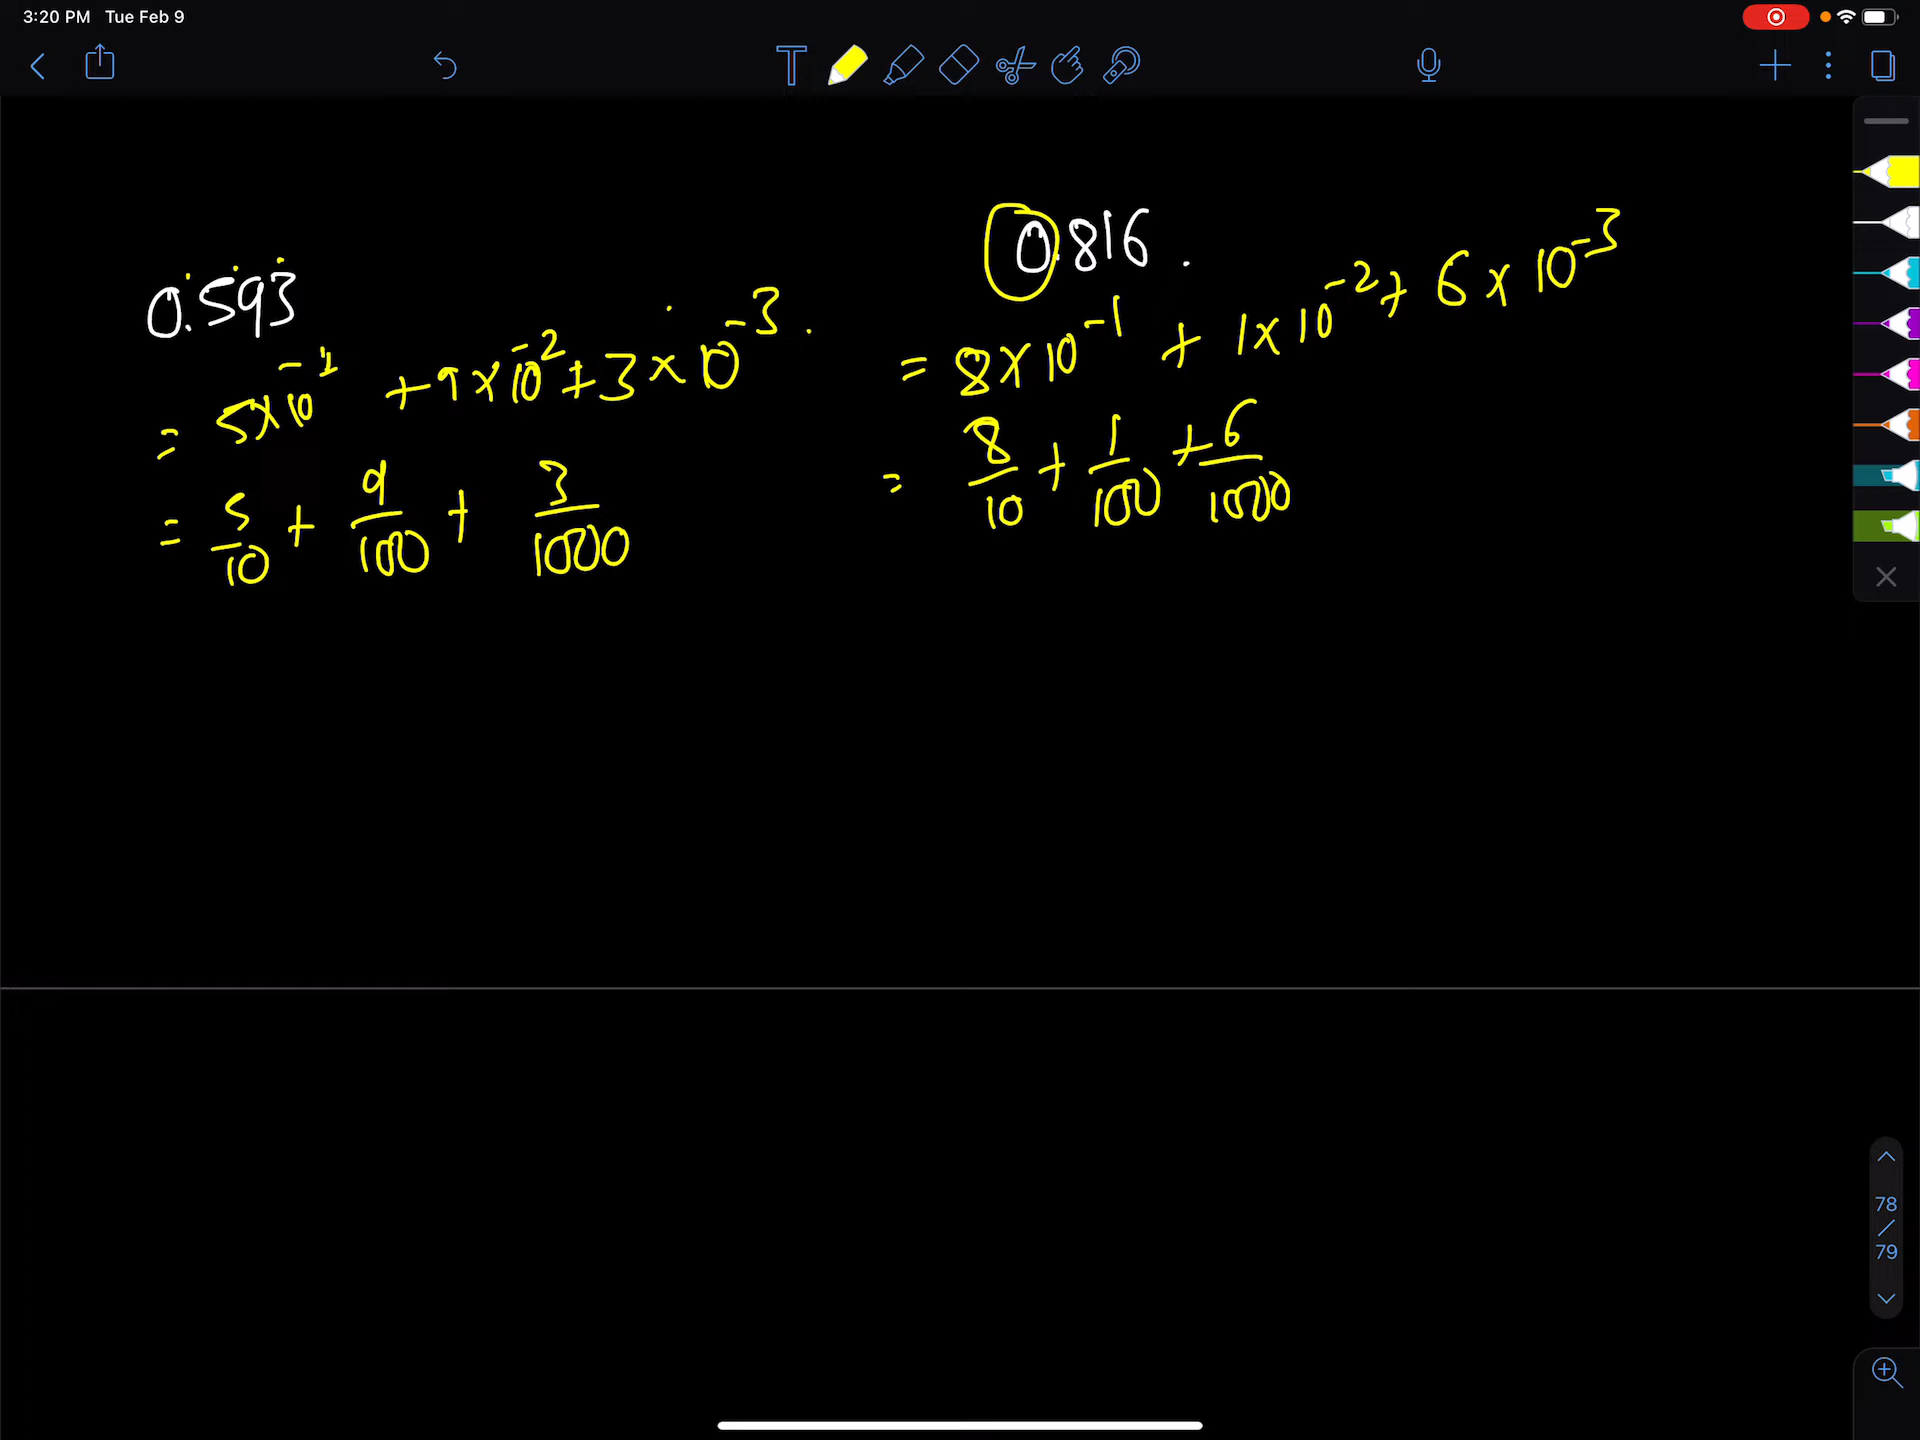 3:20 PM Tue Feb 9
0.593
= 5×10⁻¹ + 9×10⁻² + 3×10⁻³.
= 5/10 + 9/100 + 3/1000
0.816.
= 8×10⁻¹ + 1×10⁻² + 6×10⁻³
= 8/10 + 1/100 + 6/1000
78
/
79